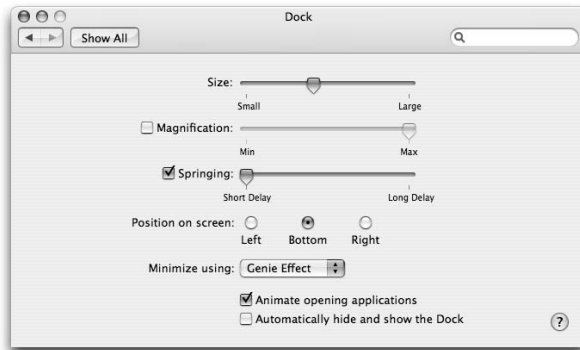 Dock
Show All
Size:
Small Large
Magnification:
Min Max
Springing:
Short Delay Long Delay
Position on screen:
Left Bottom Right
Minimize using: Genie Effect
Animate opening applications
Automatically hide and show the Dock
?